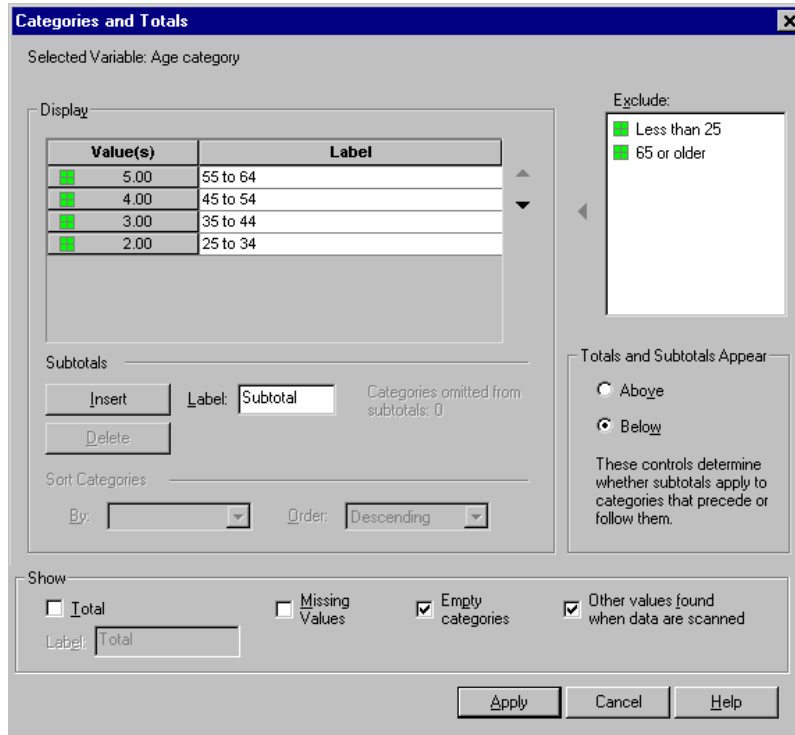 Categories and Totals
Selected Variable: Age category
Display
Value(s) Label
5.00 55 to 64
4.00 45 to 54
3.00 35 to 44
2.00 25 to 34
Exclude:
Less than 25
65 or older
Subtotals
Insert Label: Subtotal
Categories omitted from
subtotals: 0
Delete
Sort Categories
By: Order: Descending
Totals and Subtotals Appear
Above
Below
These controls determine
whether subtotals apply to
categories that precede or
follow them.
Show
Total
Label: Total
Missing
Values
Empty
categories
Other values found
when data are scanned
Apply Cancel Help